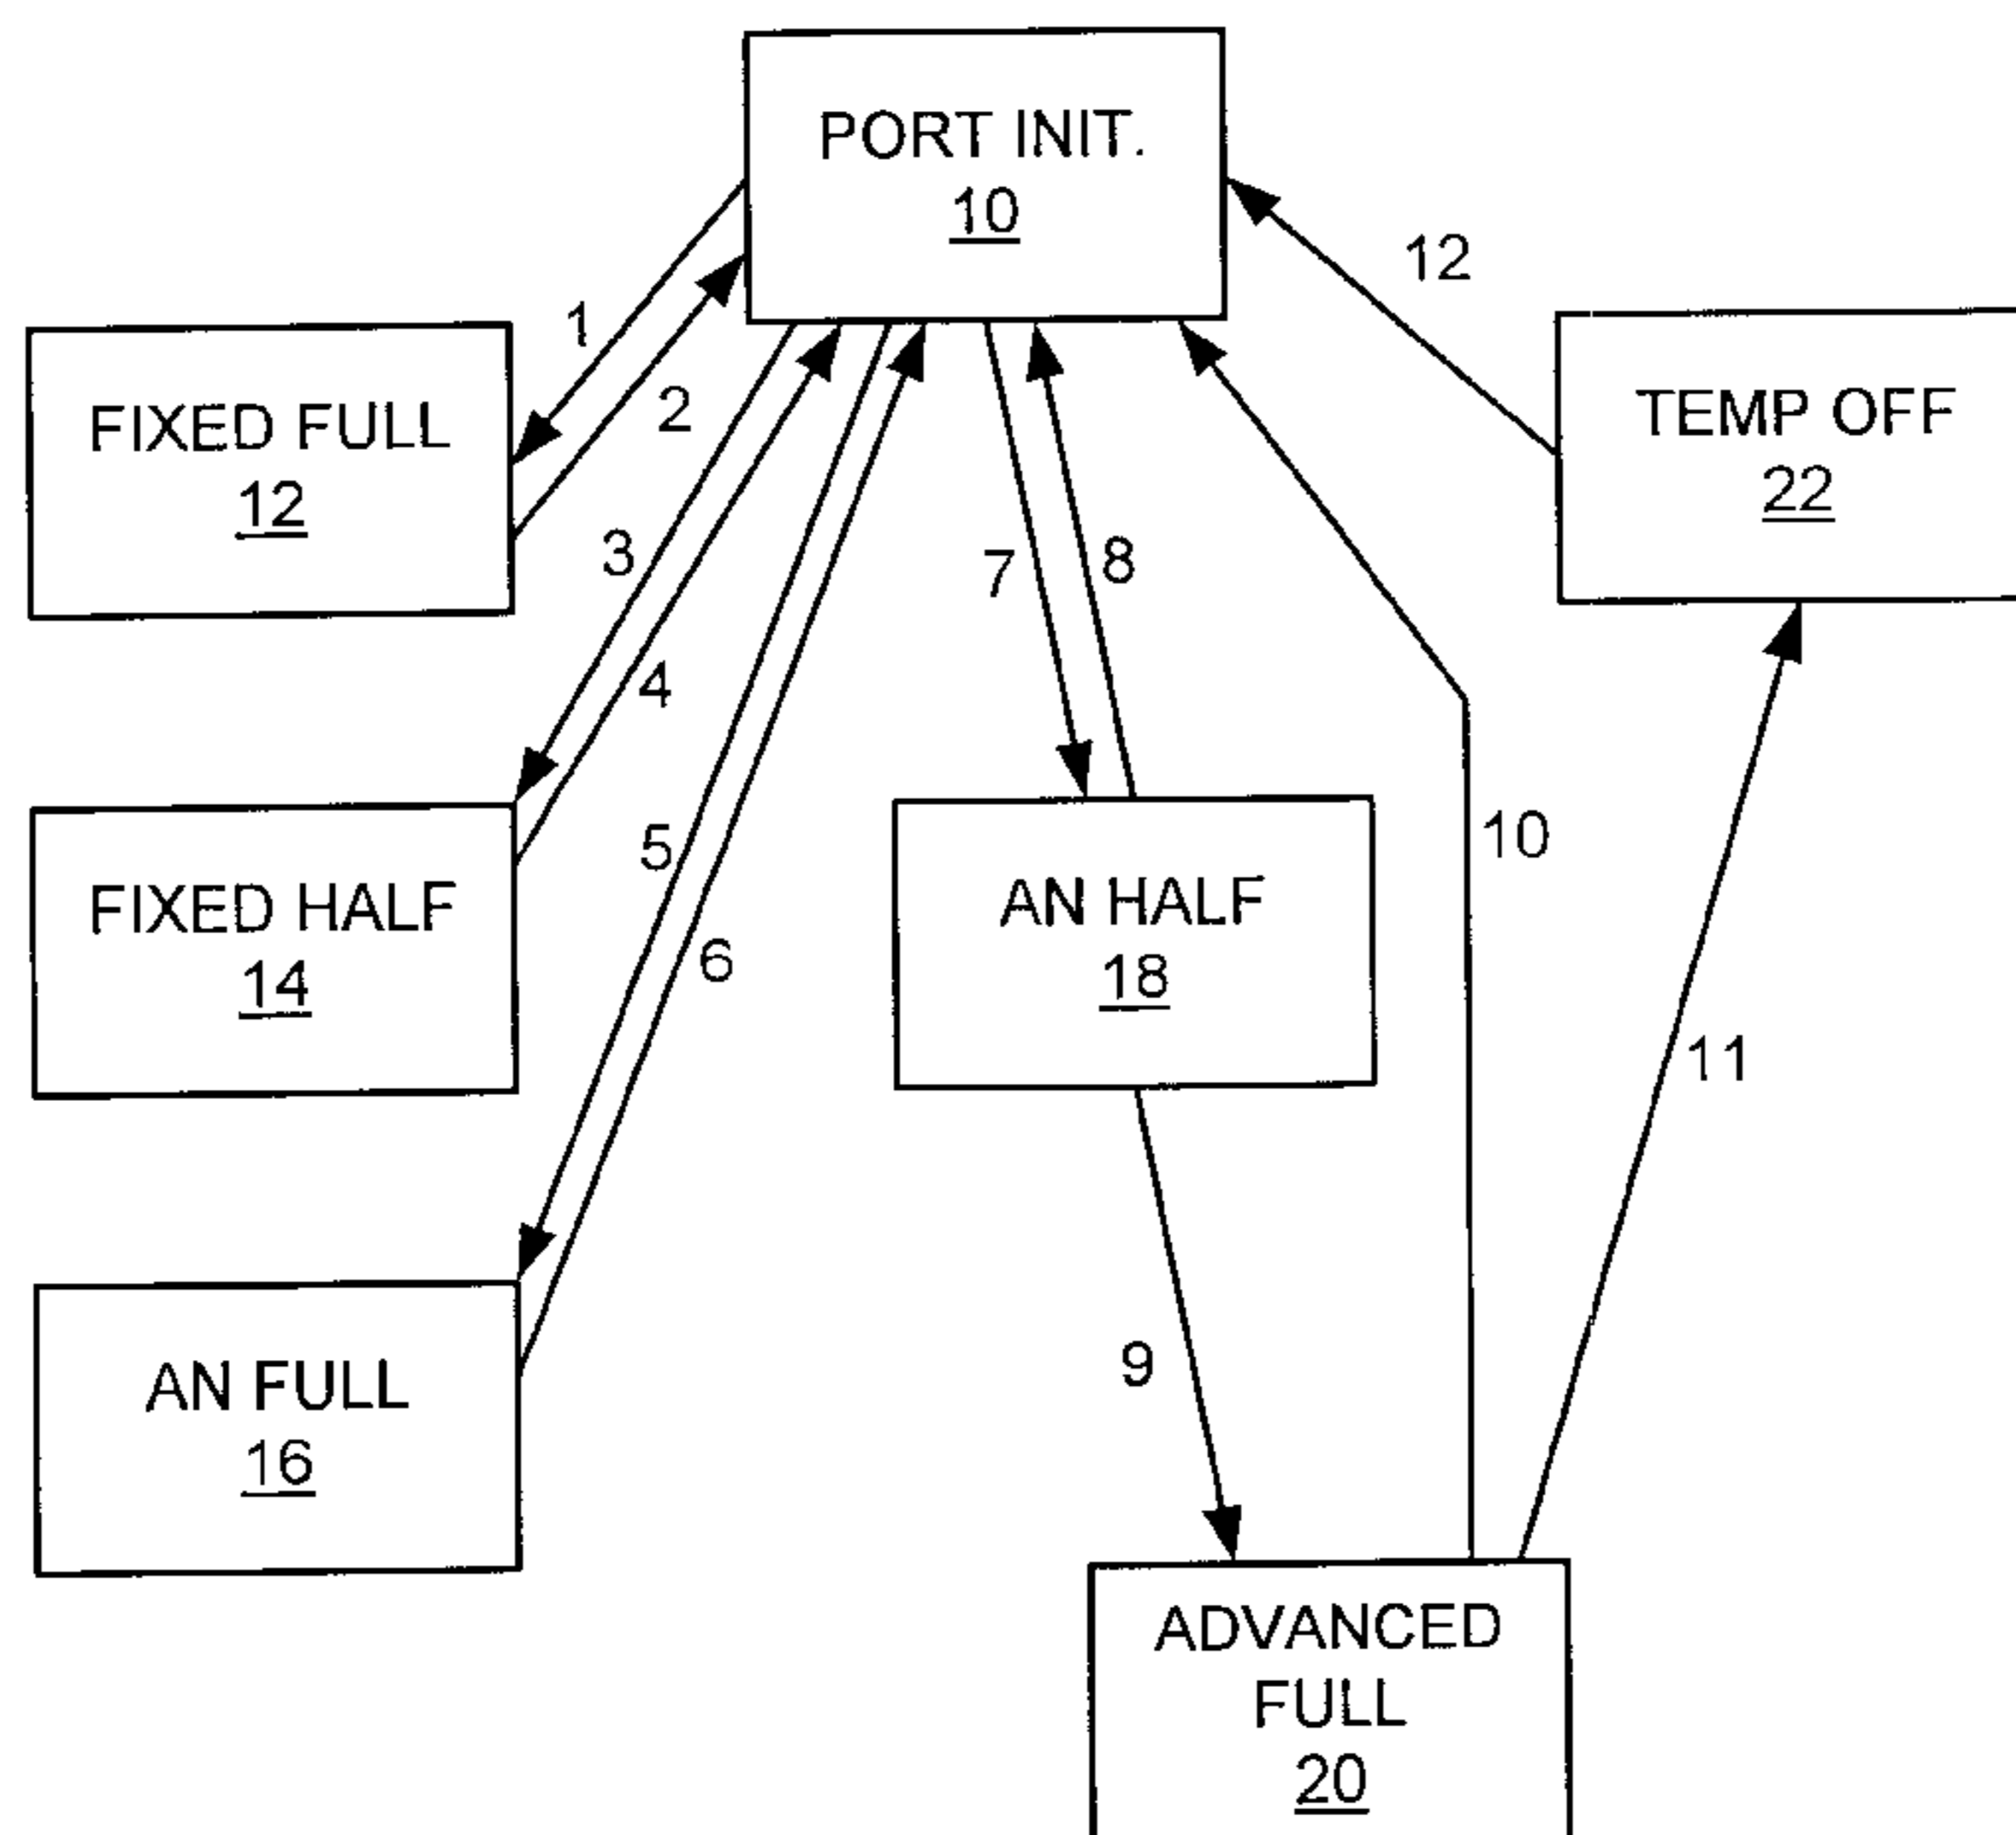 PORT INIT.
10
12
1
2
FIXED FULL
12
TEMP OFF
22
3
4
7
8
FIXED HALF
14
5
6
AN HALF
18
10
11
9
AN FULL
16
ADVANCED
FULL
20